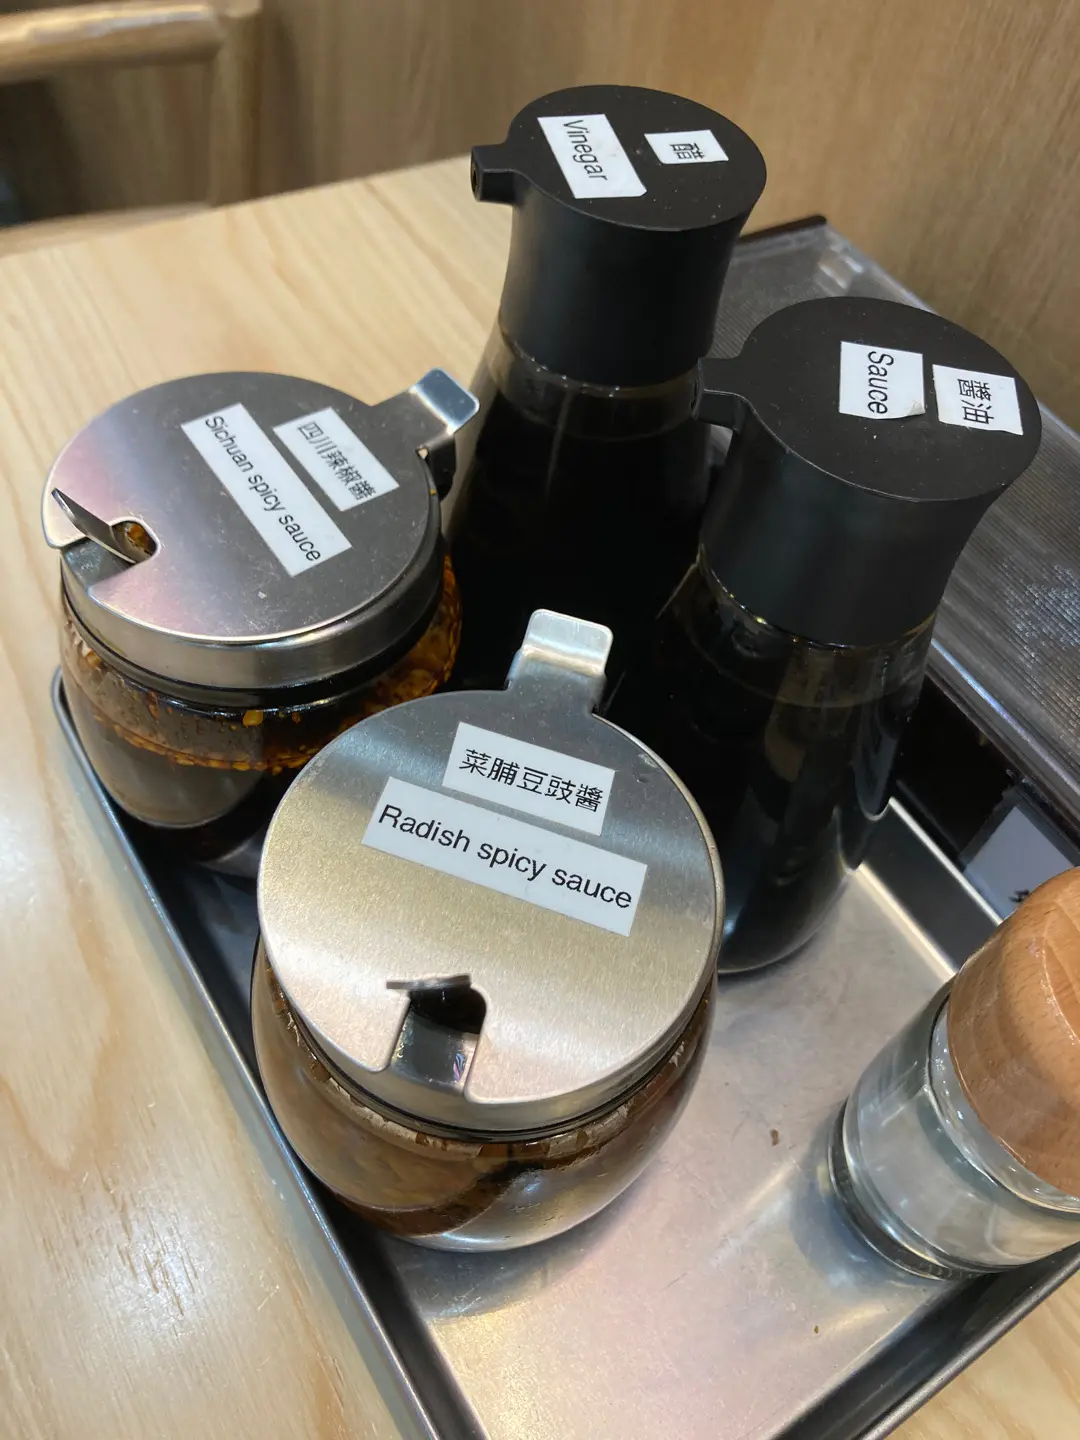 醋
Vinegar
醬油
Sauce
四川辣椒醬
Sichuan spicy sauce
菜脯豆豉醬
Radish spicy sauce